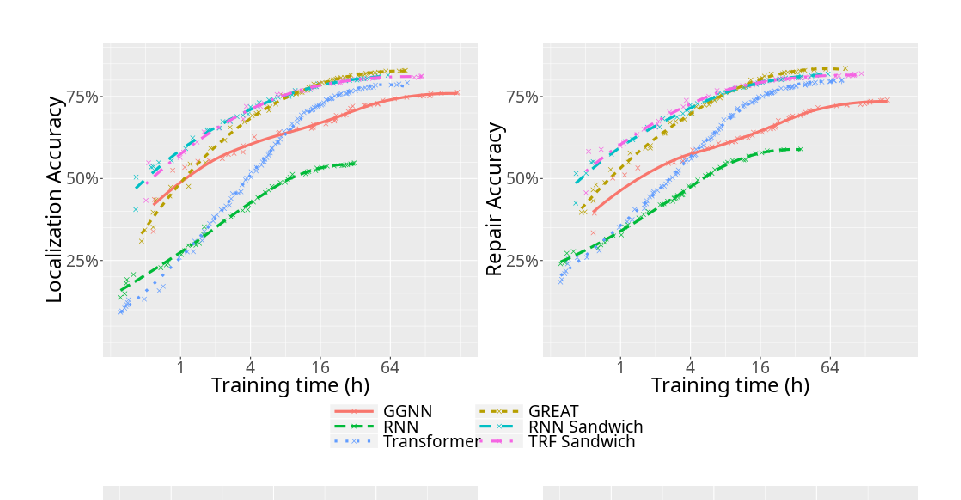 Localization Accuracy
75%
50%
25%
1 4 16 64
Training time (h)
Repair Accuracy
75%
50%
25%
1 4 16 64
Training time (h)
GGNN
RNN
Transformer
GREAT
RNN Sandwich
TRF Sandwich